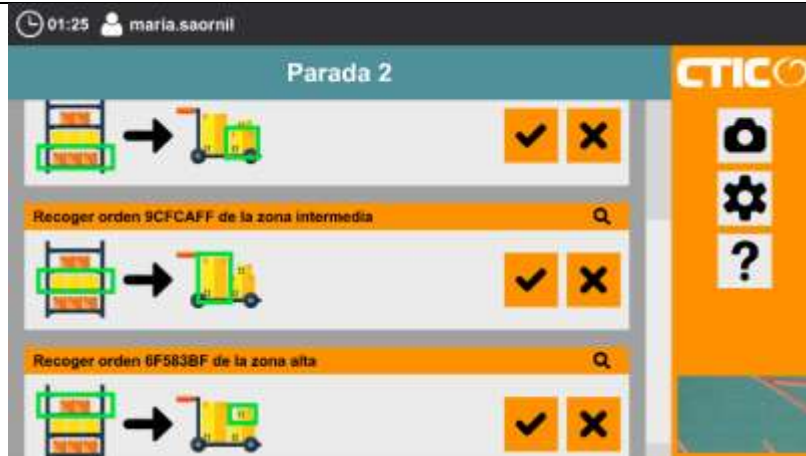 01:25 maria.saornil
Parada 2
CTIC
Recoger orden 9CFCAFF de la zona intermedia
Recoger orden 6F583BF de la zona alta
?